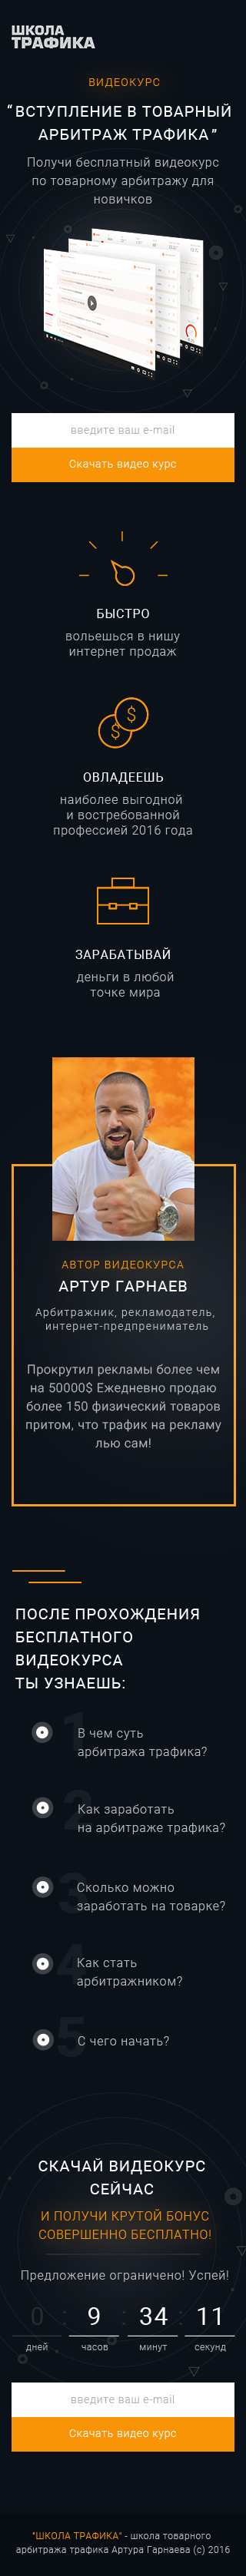 ШКОЛА
ТРАФИКА
ВИДЕОКУРС
“ВСТУПЛЕНИЕ В ТОВАРНЫЙ
АРБИТРАЖ ТРАФИКА”
Получи бесплатный видеокурс
по товарному арбитражу для
новичков
введите ваш e-mail
Скачать видео курс
БЫСТРО
вольешься в нишу
интернет продаж
ОВЛАДЕЕШЬ
наиболее выгодной
и востребованной
профессией 2016 года
ЗАРАБАТЫВАЙ
деньги в любой
точке мира
АВТОР ВИДЕОКУРСА
АРТУР ГАРНАЕВ
Арбитражник, рекламодатель,
интернет-предприниматель
Прокрутил рекламы более чем
на 50000$ Ежедневно продаю
более 150 физический товаров
притом, что трафик на рекламу
лью сам!
ПОСЛЕ ПРОХОЖДЕНИЯ
БЕСПЛАТНОГО
ВИДЕОКУРСА
ТЫ УЗНАЕШЬ:
1
В чем суть
арбитража трафика?
2
Как заработать
на арбитраже трафика?
3
Сколько можно
заработать на товарке?
4
Как стать
арбитражником?
5
С чего начать?
СКАЧАЙ ВИДЕОКУРС
СЕЙЧАС
И ПОЛУЧИ КРУТОЙ БОНУС
СОВЕРШЕННО БЕСПЛАТНО!
Предложение ограничено! Успей!
0 : 9 : 34 : 11
дней часов минут секунд
введите ваш e-mail
Скачать видео курс
“ШКОЛА ТРАФИКА” - школа товарного
арбитража трафика Артура Гарнаева (с) 2016